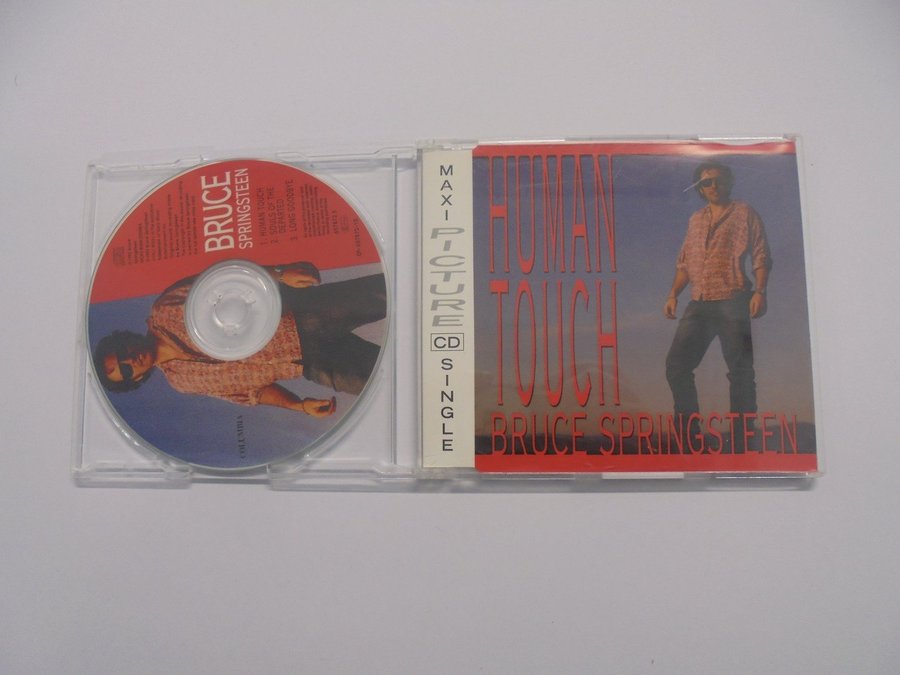 BRUCE
SPRINGSTEEN
1. HUMAN TOUCH
2. SOULS OF THE
DEPARTED
3. LONG GOODBYE
COLUMBIA
MAXI PICTURE CD SINGLE
HUMAN
TOUCH
BRUCE SPRINGSTEEN